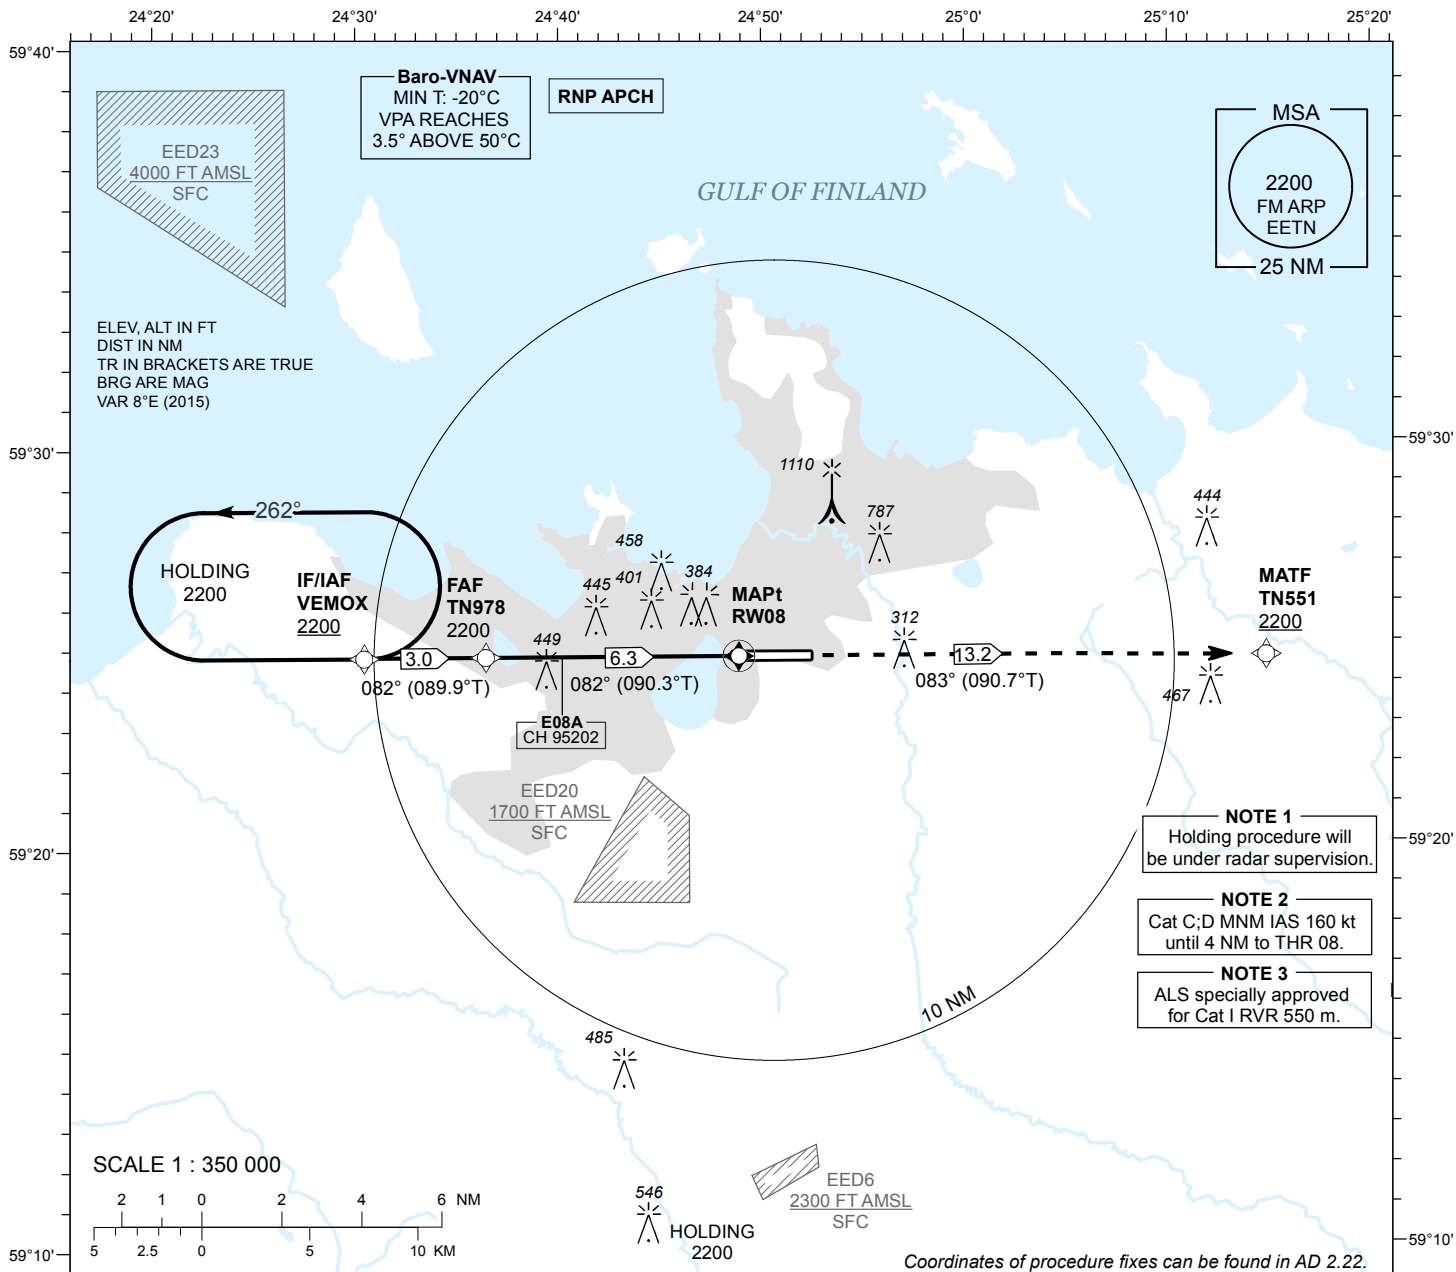 24°20' 24°30' 24°40' 24°50' 25°0' 25°10' 25°20'
59°40'
Baro-VNAV
MIN T: -20°C
VPA REACHES
3.5° ABOVE 50°C
RNP APCH
MSA
2200
FM ARP
EETN
25 NM
EED23
4000 FT AMSL
SFC
GULF OF FINLAND
ELEV, ALT IN FT
DIST IN NM
TR IN BRACKETS ARE TRUE
BRG ARE MAG
VAR 8°E (2015)
59°30'
59°30'
1110
787
444
262°
HOLDING
2200
IF/IAF
VEMOX
2200
FAF
TN978
2200
458
445
401
384
449
MAPt
RW08
312
MATF
TN551
2200
467
3.0
6.3
13.2
082° (089.9°T)
082° (090.3°T)
083° (090.7°T)
E08A
CH 95202
EED20
1700 FT AMSL
SFC
59°20'
59°20'
NOTE 1
Holding procedure will
be under radar supervision.
NOTE 2
Cat C;D MNM IAS 160 kt
until 4 NM to THR 08.
NOTE 3
ALS specially approved
for Cat I RVR 550 m.
10 NM
485
SCALE 1 : 350 000
2 1 0 2 4 6 NM
5 2.5 0 5 10 KM
546
HOLDING
2200
EED6
2300 FT AMSL
SFC
59°10'
59°10'
Coordinates of procedure fixes can be found in AD 2.22.